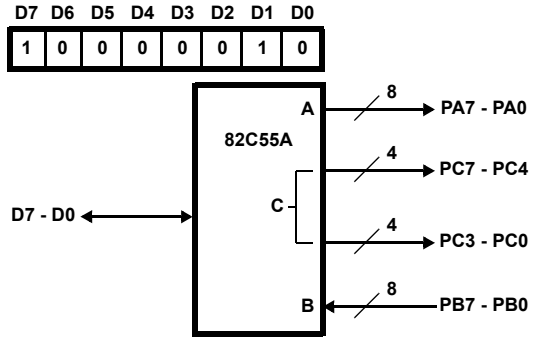 D7 D6 D5 D4 D3 D2 D1 D0
1 0 0 0 0 0 1 0
8
A
PA7 - PA0
82C55A
4
PC7 - PC4
C
D7 - D0
4
PC3 - PC0
8
B
PB7 - PB0